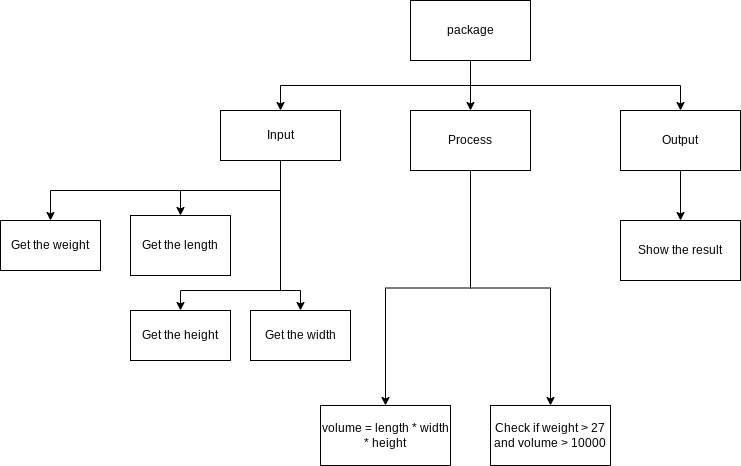 package
Input
Process
Output
Get the weight
Get the length
Show the result
Get the height
Get the width
volume = length * width
* height
Check if weight > 27
and volume > 10000